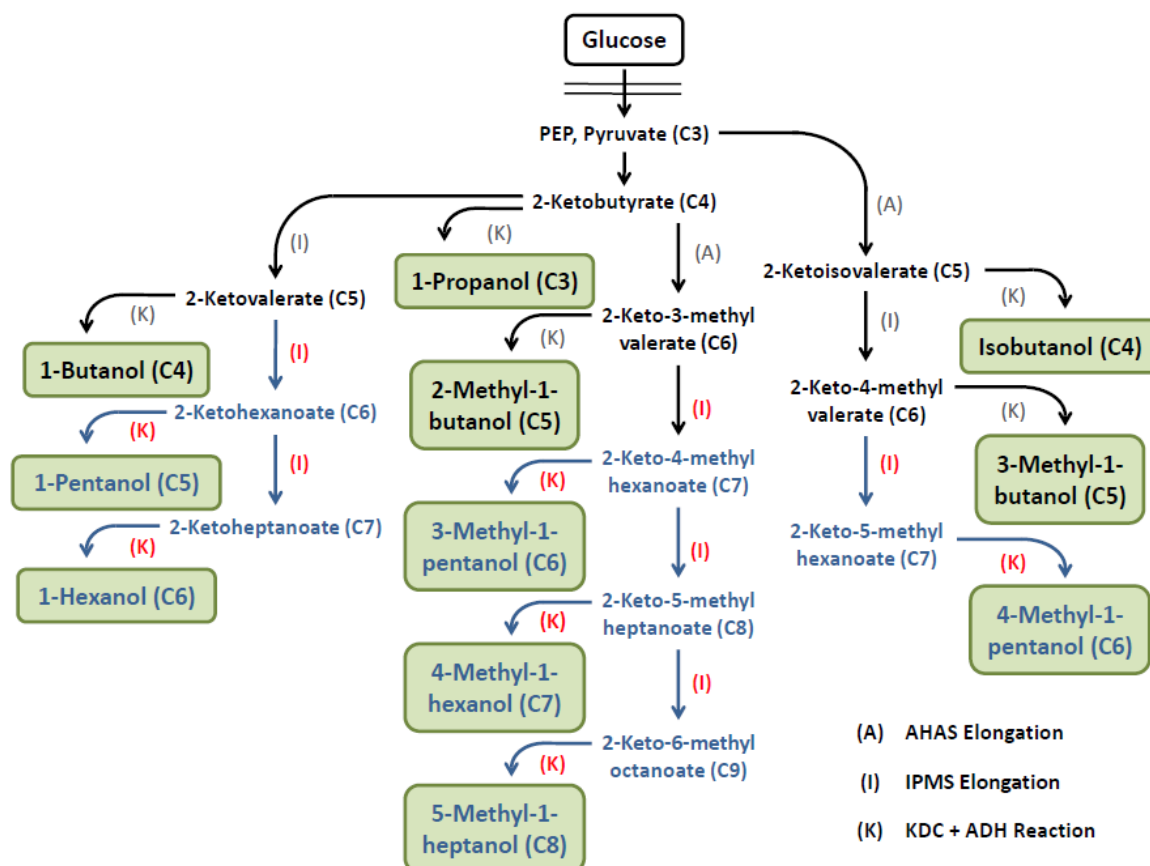 Glucose
PEP, Pyruvate (C3)
2-Ketobutyrate (C4)
(A)
(K)
(I)
(A)
2-Ketoisovalerate (C5)
1-Propanol (C3)
2-Ketovalerate (C5)
(K)
(K)
2-Keto-3-methyl
valerate (C6)
(I)
(K)
Isobutanol (C4)
1-Butanol (C4)
(I)
2-Methyl-1-
butanol (C5)
2-Keto-4-methyl
valerate (C6)
2-Ketohexanoate (C6)
(I)
(K)
(K)
2-Keto-4-methyl
hexanoate (C7)
(I)
3-Methyl-1-
butanol (C5)
1-Pentanol (C5)
(I)
(K)
2-Ketoheptanoate (C7)
3-Methyl-1-
pentanol (C6)
2-Keto-5-methyl
hexanoate (C7)
(K)
(I)
(K)
1-Hexanol (C6)
2-Keto-5-methyl
heptanoate (C8)
(K)
4-Methyl-1-
pentanol (C6)
4-Methyl-1-
hexanol (C7)
(I)
2-Keto-6-methyl
octanoate (C9)
(K)
5-Methyl-1-
heptanol (C8)
(A) AHAS Elongation
(I) IPMS Elongation
(K) KDC + ADH Reaction